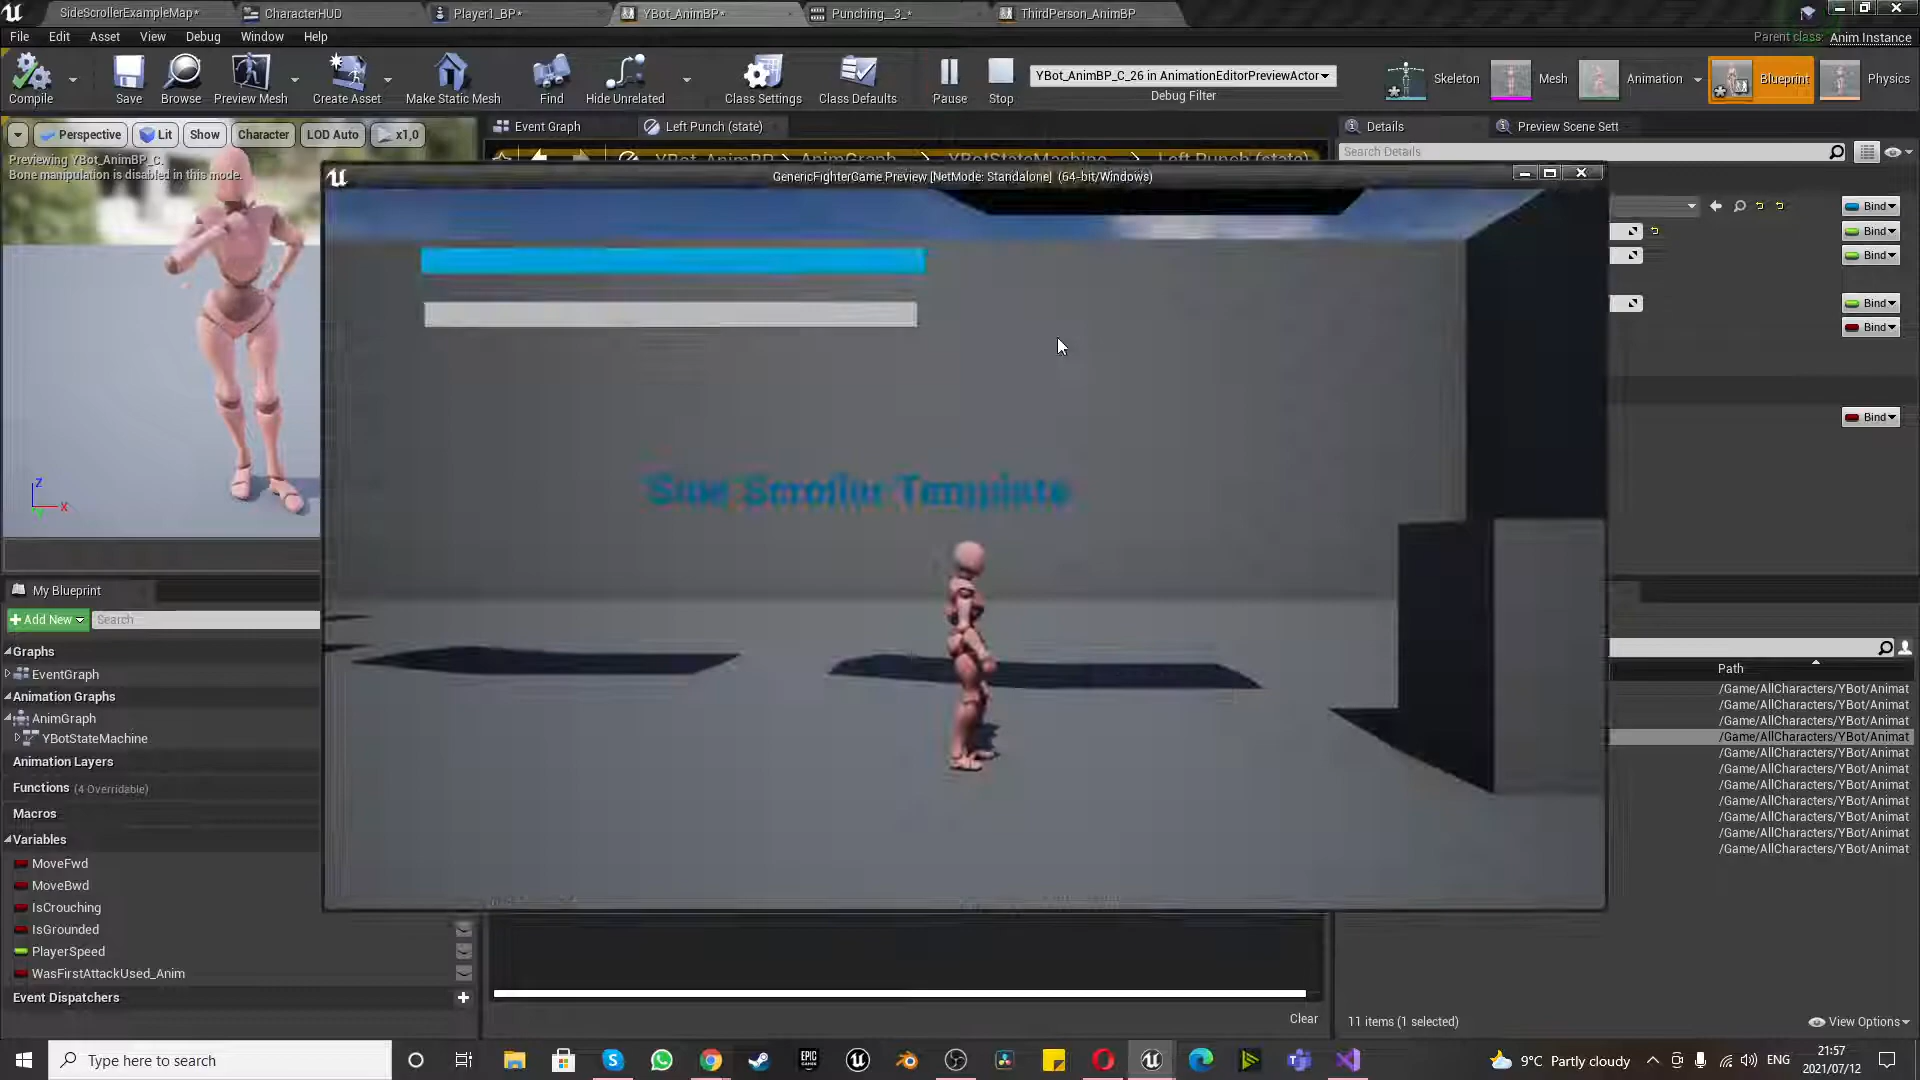 SideScrollerExampleMap*
CharacterHUD
Player1_BP*
YBot_AnimBP*
Punching__3_*
ThirdPerson_AnimBP
File Edit Asset View Debug Window Help
Parent class: Anim Instance
Compile
Save
Browse
Preview Mesh
Create Asset
Make Static Mesh
Find
Hide Unrelated
Class Settings
Class Defaults
Pause
Stop
YBot_AnimBP_C_26 in AnimationEditorPreviewActor
Debug Filter
Skeleton
Mesh
Animation
Blueprint
Physics
Perspective
Lit
Show
Character
LOD Auto
x1,0
Event Graph
Left Punch (state)
Details
Preview Scene Sett
Previewing YBot_AnimBP_C.
Bone manipulation is disabled in this mode.
YBot_AnimBP
AnimGraph
YBotStateMachine
Left Punch (state)
Search Details
GenericFighterGame Preview [NetMode: Standalone] (64-bit/Windows)
Bind
Bind
Bind
Bind
Bind
Bind
Side Scroller Template
Z
X
My Blueprint
Add New
Search
Graphs
EventGraph
Animation Graphs
AnimGraph
YBotStateMachine
Animation Layers
Functions (4 Overridable)
Macros
Variables
MoveFwd
MoveBwd
IsCrouching
IsGrounded
PlayerSpeed
WasFirstAttackUsed_Anim
Event Dispatchers
Path
/Game/AllCharacters/YBot/Animat
/Game/AllCharacters/YBot/Animat
/Game/AllCharacters/YBot/Animat
/Game/AllCharacters/YBot/Animat
/Game/AllCharacters/YBot/Animat
/Game/AllCharacters/YBot/Animat
/Game/AllCharacters/YBot/Animat
/Game/AllCharacters/YBot/Animat
/Game/AllCharacters/YBot/Animat
/Game/AllCharacters/YBot/Animat
/Game/AllCharacters/YBot/Animat
Clear
11 items (1 selected)
View Options
Type here to search
EPIC GAMES
9°C Partly cloudy
ENG
21:57
2021/07/12